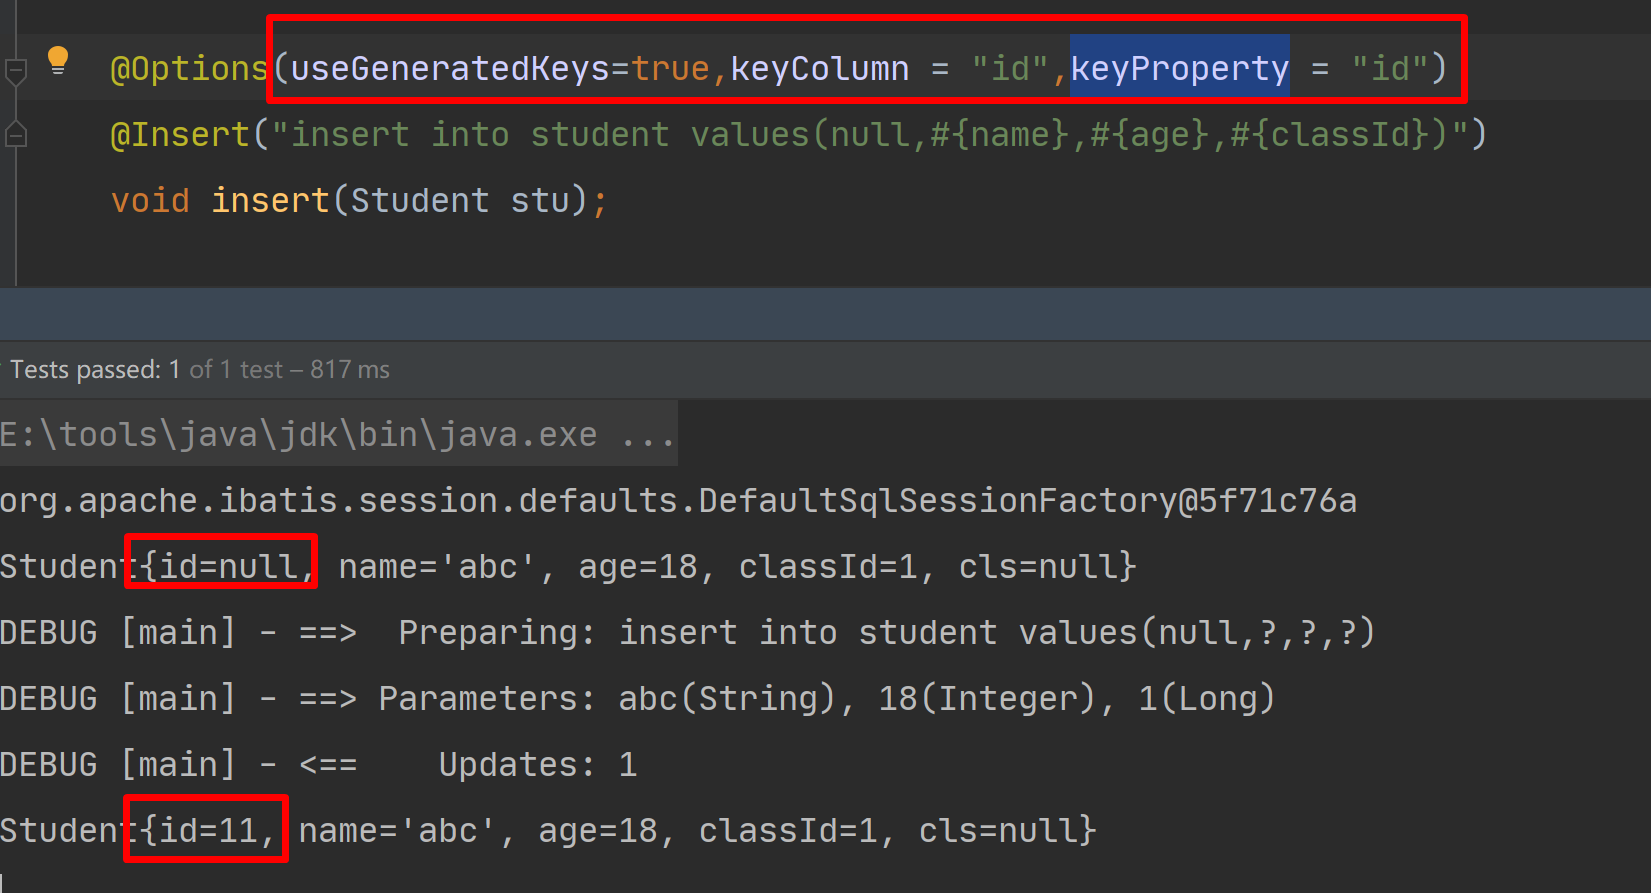 @Options(useGeneratedKeys=true,keyColumn = "id",keyProperty = "id")
@Insert("insert into student values(null,#{name},#{age},#{classId})")
void insert(Student stu);
Tests passed: 1 of 1 test – 817 ms
E:\tools\java\jdk\bin\java.exe ...
org.apache.ibatis.session.defaults.DefaultSqlSessionFactory@5f71c76a
Student{id=null, name='abc', age=18, classId=1, cls=null}
DEBUG [main] - ==>  Preparing: insert into student values(null,?,?,?)
DEBUG [main] - ==> Parameters: abc(String), 18(Integer), 1(Long)
DEBUG [main] - <==    Updates: 1
Student{id=11, name='abc', age=18, classId=1, cls=null}